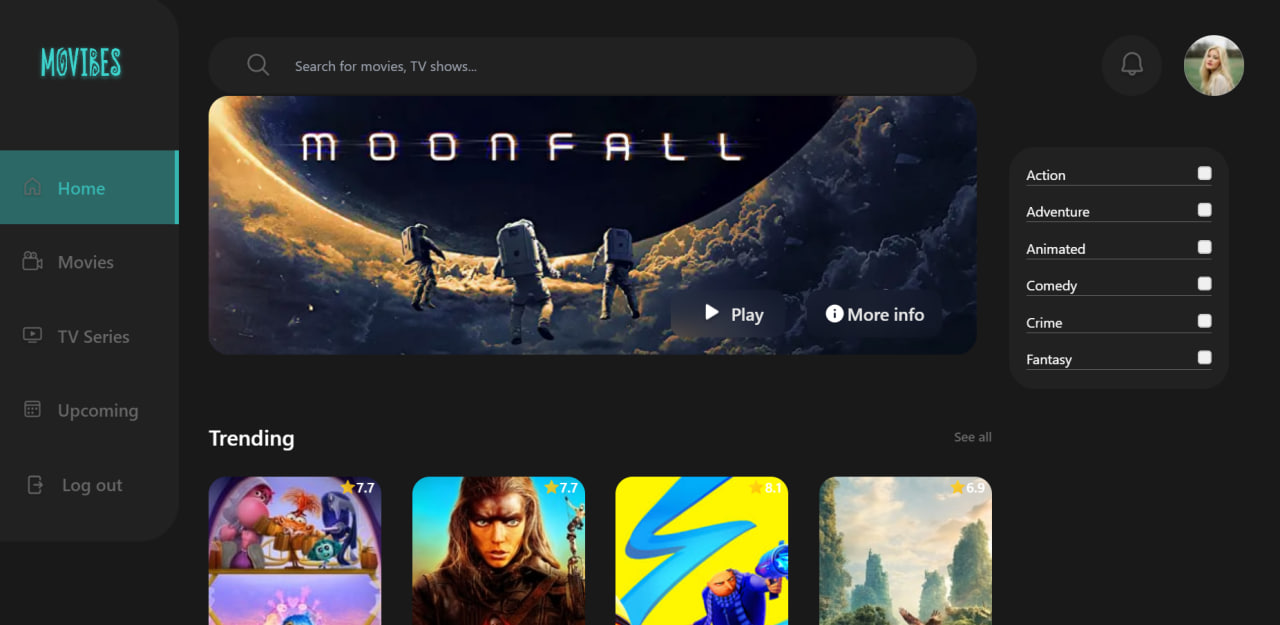 MOVIBES
Search for movies, TV shows...
Home
Movies
TV Series
Upcoming
Log out
MOONFALL
Play
More info
Action
Adventure
Animated
Comedy
Crime
Fantasy
Trending
See all
7.7
7.7
8.1
6.9